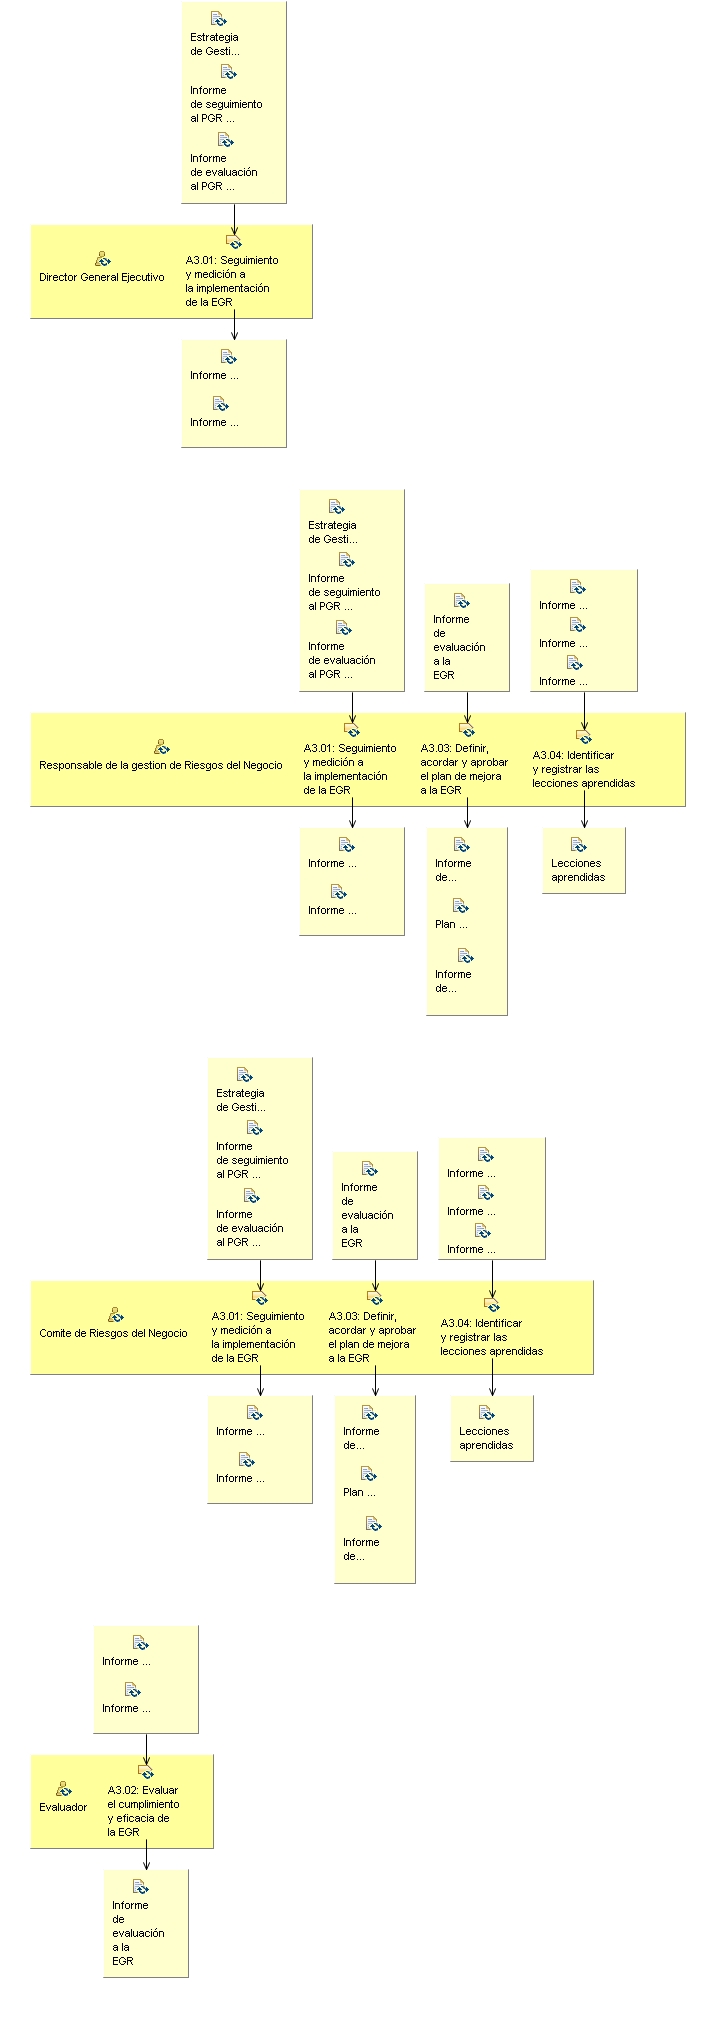 Estrategia
de Gesti...
Informe
de seguimiento
al PGR ...
Informe
de evaluación
al PGR ...
Director General Ejecutivo
A3.01: Seguimiento
y medición a
la implementación
de la EGR
Informe ...
Informe ...
Estrategia
de Gesti...
Informe
de seguimiento
al PGR ...
Informe
de evaluación
al PGR ...
Informe
de
evaluación
a la
EGR
Informe ...
Informe ...
Informe ...
Responsable de la gestion de Riesgos del Negocio
A3.01: Seguimiento
y medición a
la implementación
de la EGR
A3.03: Definir,
acordar y aprobar
el plan de mejora
a la EGR
A3.04: Identificar
y registrar las
lecciones aprendidas
Informe ...
Informe ...
Informe
de...
Plan ...
Informe
de...
Lecciones
aprendidas
Estrategia
de Gesti...
Informe
de seguimiento
al PGR ...
Informe
de evaluación
al PGR ...
Informe
de
evaluación
a la
EGR
Informe ...
Informe ...
Informe ...
Comite de Riesgos del Negocio
A3.01: Seguimiento
y medición a
la implementación
de la EGR
A3.03: Definir,
acordar y aprobar
el plan de mejora
a la EGR
A3.04: Identificar
y registrar las
lecciones aprendidas
Informe ...
Informe ...
Informe
de...
Plan ...
Informe
de...
Lecciones
aprendidas
Informe ...
Informe ...
Evaluador
A3.02: Evaluar
el cumplimiento
y eficacia de
la EGR
Informe
de
evaluación
a la
EGR